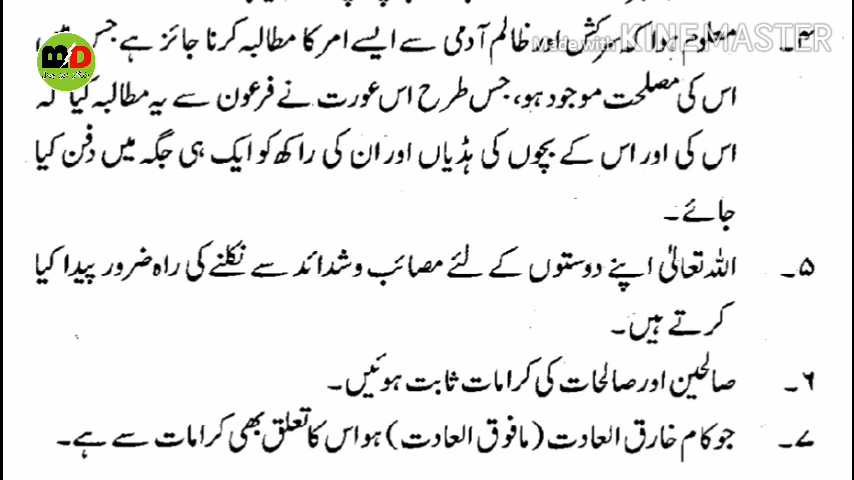 ۴۔ معلوم ہوا کہ سرکش اور ظالم آدمی سے ایسے امر کا مطالبہ کرنا جائز ہے جس
Made with KINEMASTER
BD
اس کی مصلحت موجود ہو، جس طرح اس عورت نے فرعون سے یہ مطالبہ کیا کہ
اس کی اور اس کے بچوں کی ہڈیاں اور ان کی راکھ کو ایک ہی جگہ میں دفن کیا
جائے۔
۵۔ اللہ تعالیٰ اپنے دوستوں کے لئے مصائب و شدائد سے نکلنے کی راہ ضرور پیدا کیا
کرتے ہیں۔
۶۔ صالحین اور صالحات کی کرامات ثابت ہوئیں۔
۷۔ جو کام خارق العادت (مافوق العادت) ہو اس کا تعلق بھی کرامات سے ہے۔